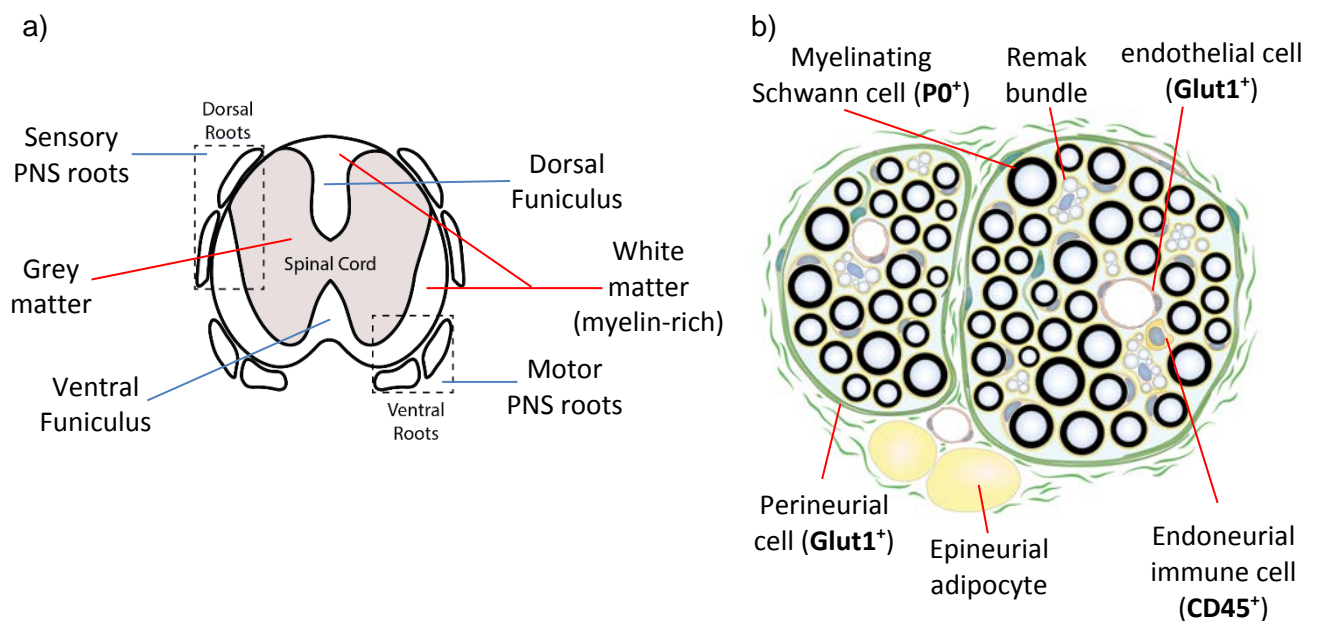 a)
Dorsal
Roots
Sensory
PNS roots
Dorsal
Funiculus
Grey
matter
Spinal Cord
White
matter
(myelin-rich)
Ventral
Funiculus
Ventral
Roots
Motor
PNS roots
b)
Myelinating
Schwann cell (P0⁺)
Remak
bundle
endothelial cell
(Glut1⁺)
Perineurial
cell (Glut1⁺)
Epineurial
adipocyte
Endoneurial
immune cell
(CD45⁺)